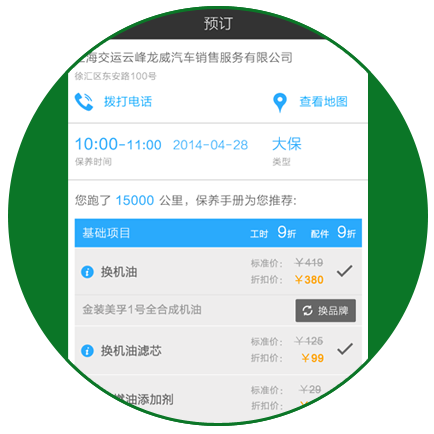 预订
海交运云峰龙威汽车销售服务有限公司
徐汇区东安路100号
拨打电话 查看地图
10:00-11:00 2014-04-28 大保
保养时间 类型
您跑了 15000 公里，保养手册为您推荐:
基础项目 工时 9折 配件 9折
换机油 标准价: ￥419
折扣价: ￥380
金装美孚1号全合成机油 换品牌
换机油滤芯 标准价: ￥125
折扣价: ￥99
油添加剂 标准价: ￥29
折扣价: